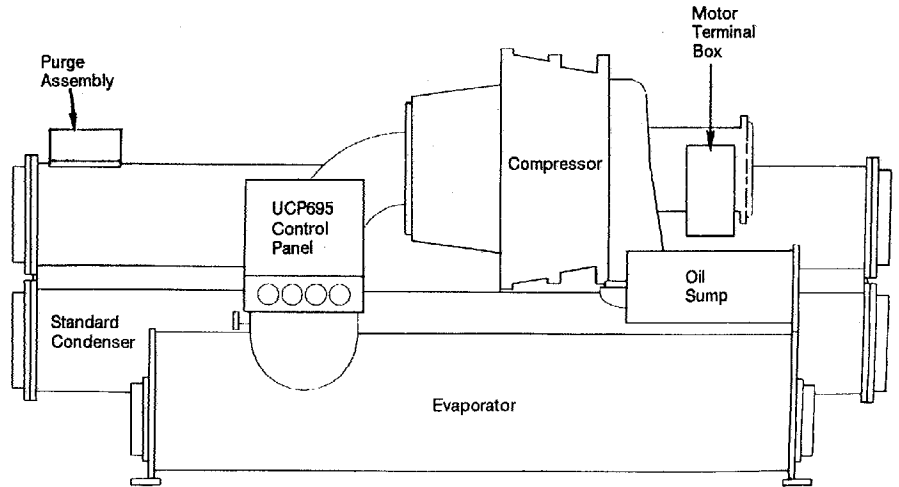 Motor
Terminal
Box
Purge
Assembly
Compressor
UCP695
Control
Panel
Oil
Sump
Standard
Condenser
Evaporator